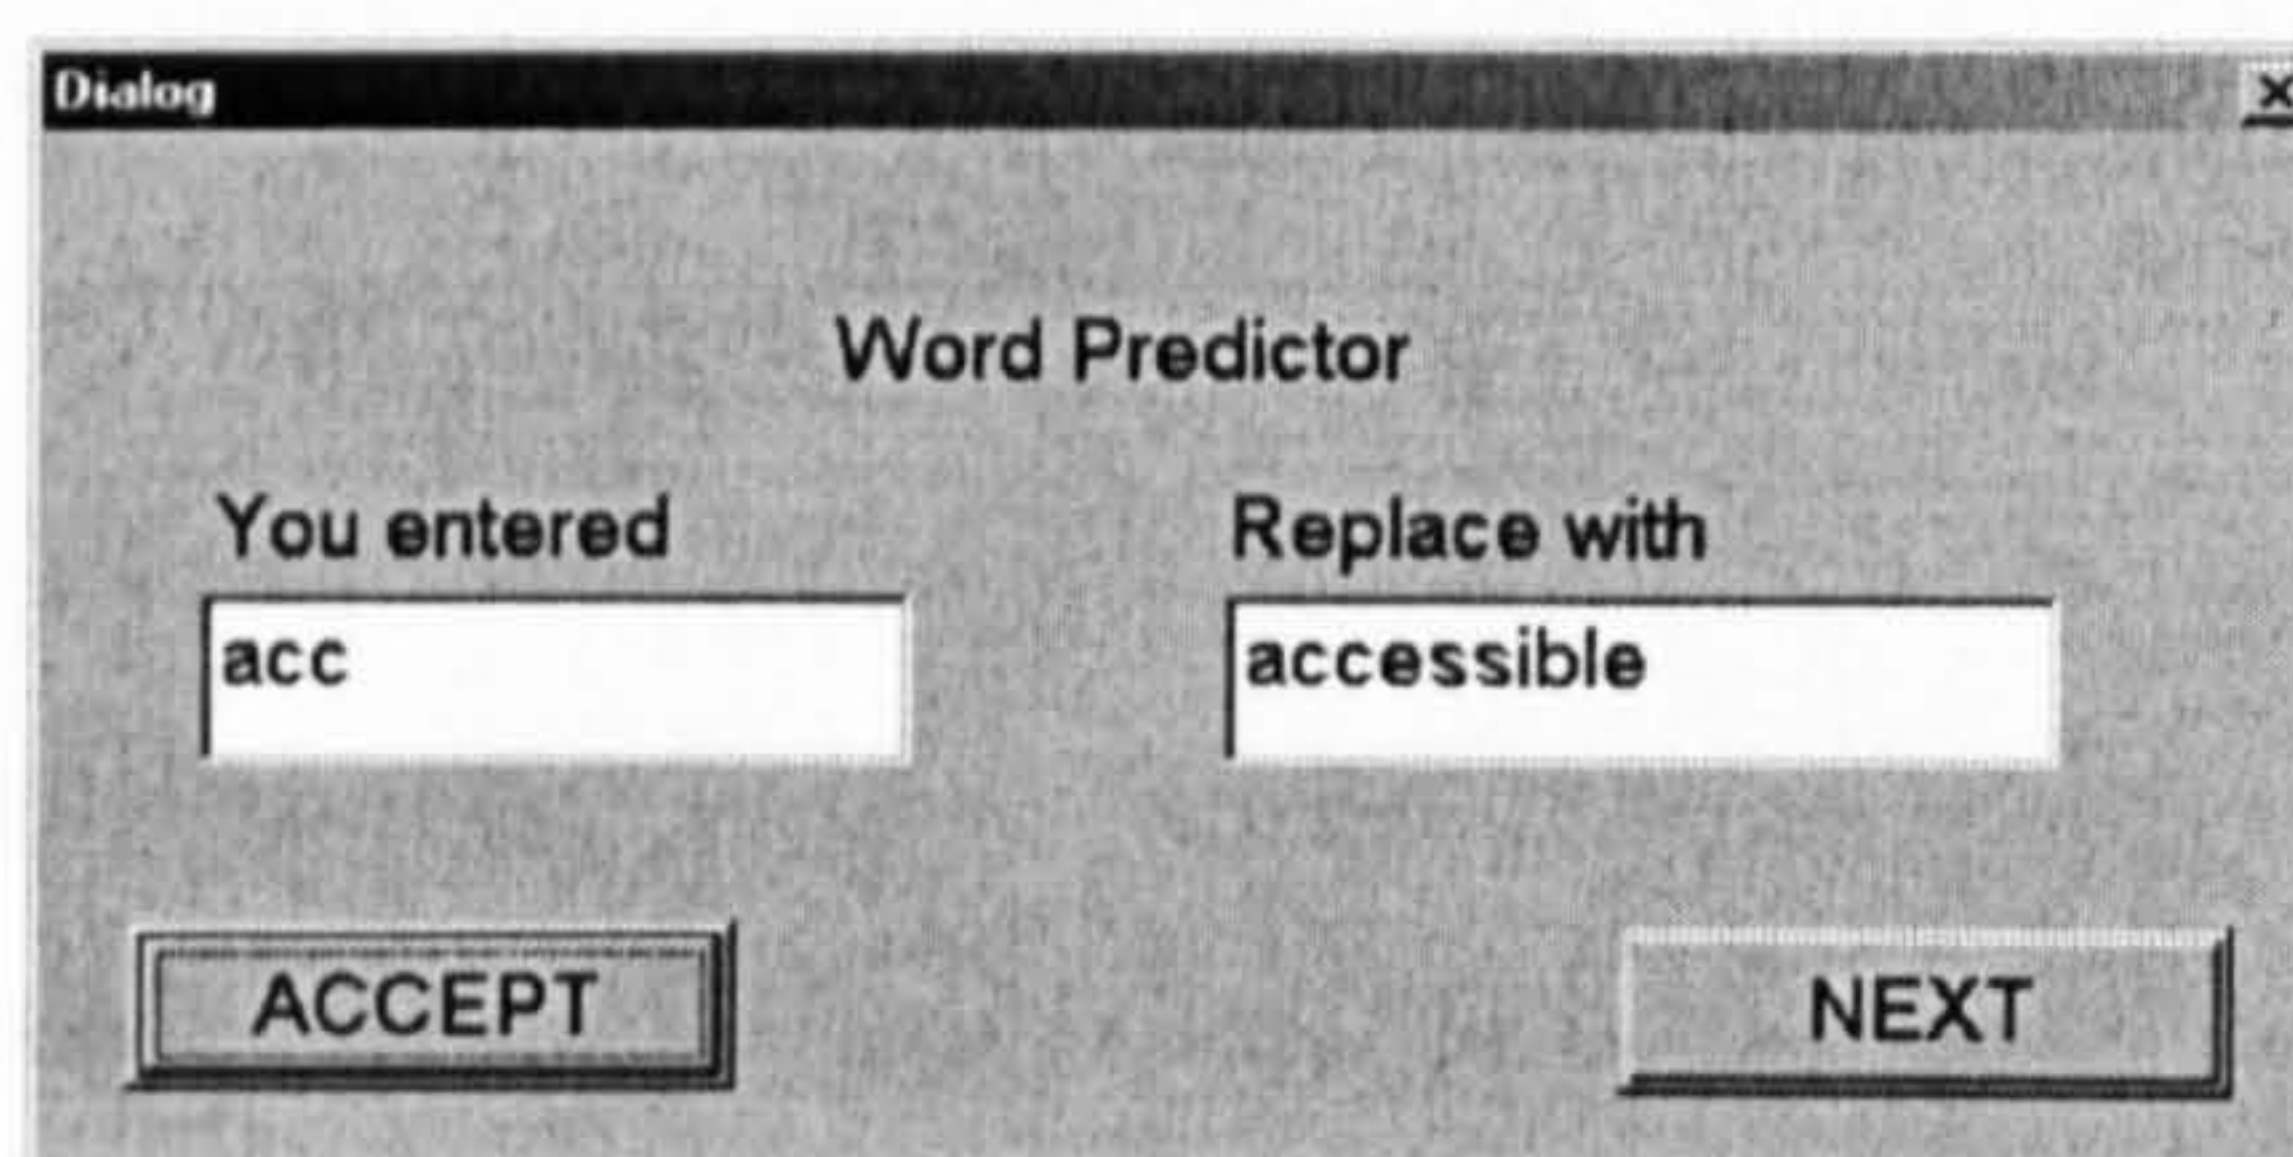 Dialog
Word Predictor
You entered
Replace with
acc
accessible
ACCEPT
NEXT